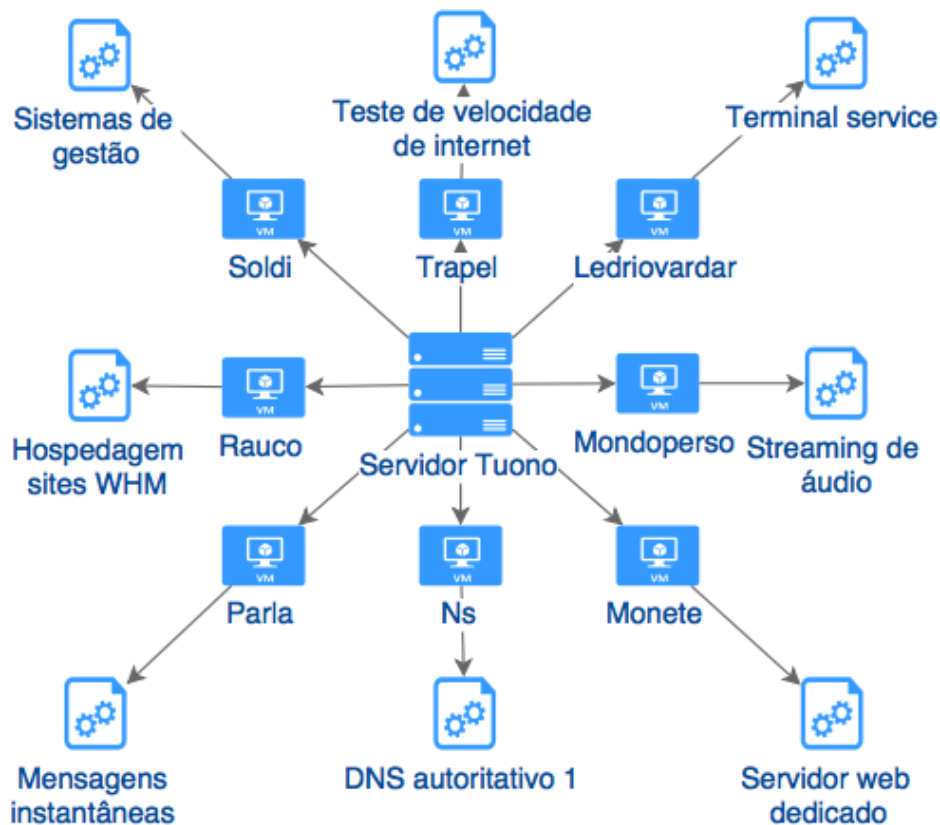 Sistemas de
gestão
Teste de velocidade
de internet
Terminal service
VM
Soldi
VM
Trapel
VM
Ledriovardar
Hospedagem
sites WHM
VM
Rauco
Servidor Tuono
VM
Mondoperso
Streaming de
áudio
VM
Parla
VM
Ns
VM
Monete
Mensagens
instantâneas
DNS autoritativo 1
Servidor web
dedicado